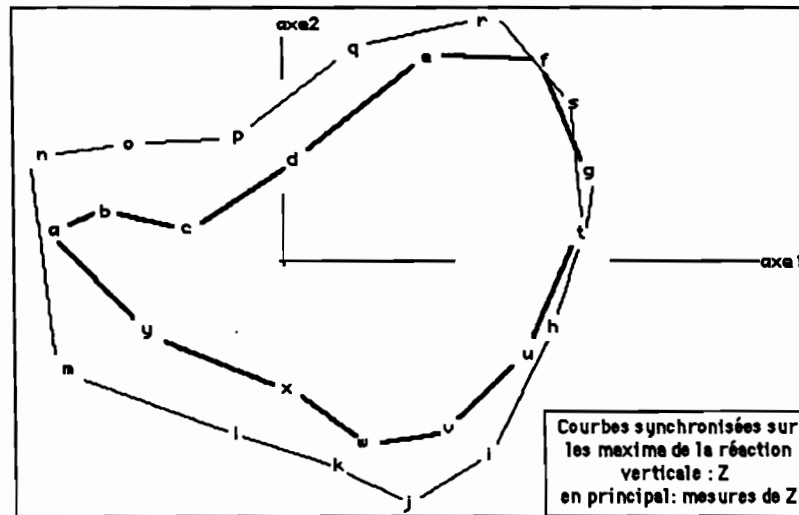 axe2
r
q
e
f
s
n
o
p
d
g
b
a
c
t
axe1
y
h
u
m
x
l
w
v
k
i
j
Courbes synchronisées sur
les maxima de la réaction
verticale : Z
en principal: mesures de Z